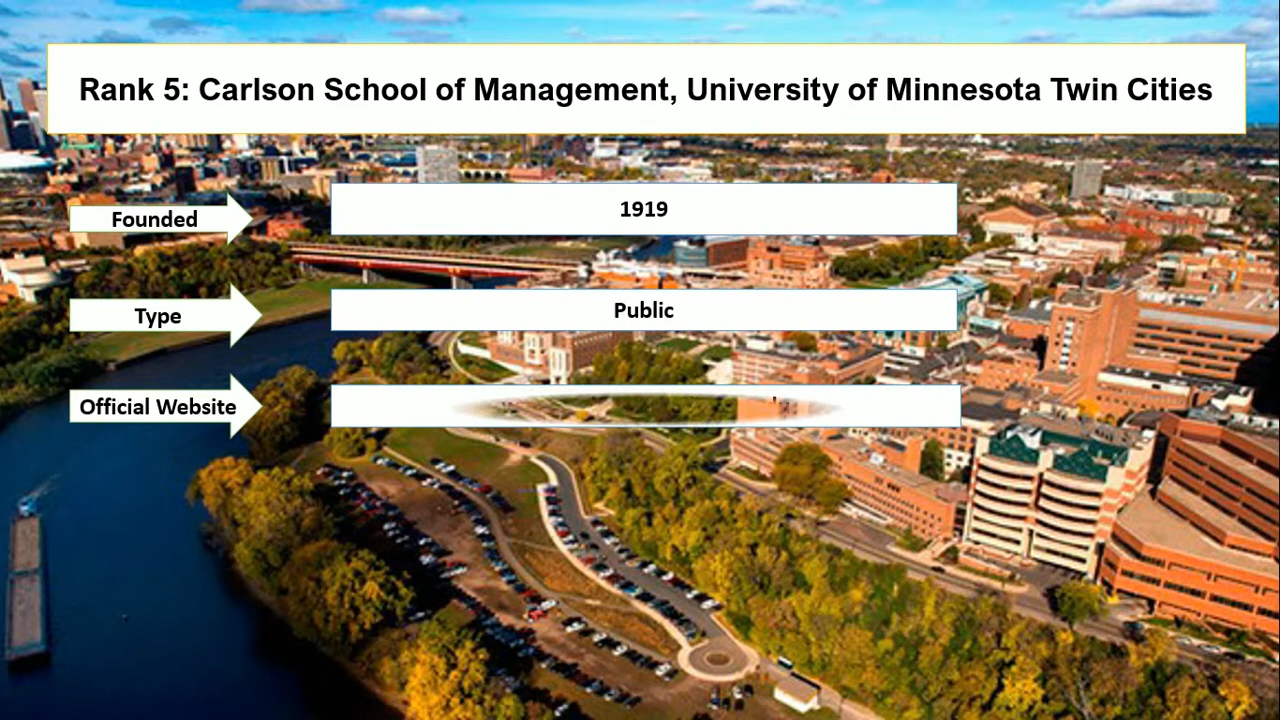 Rank 5: Carlson School of Management, University of Minnesota Twin Cities
Founded
1919
Type
Public
Official Website